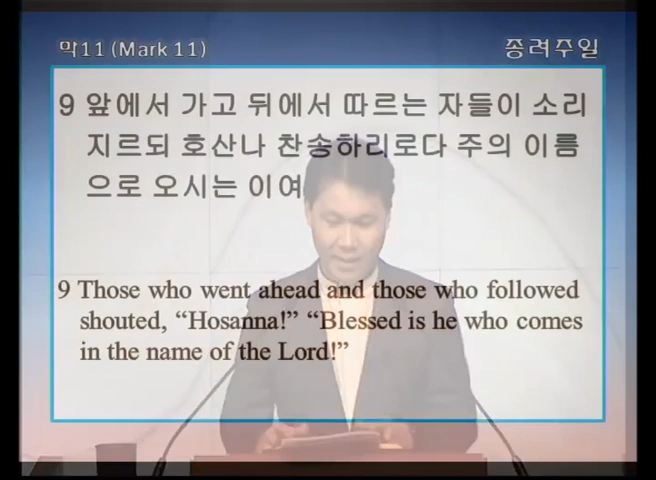 막11 (Mark 11)
종려주일
9 앞에서 가고 뒤에서 따르는 자들이 소리
지르되 호산나 찬송하리로다 주의 이름
으로 오시는 이여
9 Those who went ahead and those who followed
shouted, “Hosanna!” “Blessed is he who comes
in the name of the Lord!”